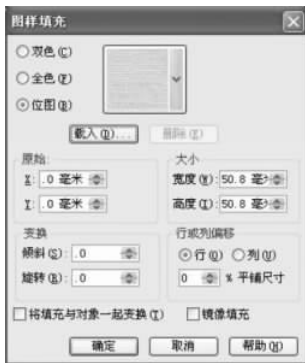 图样填充
双色(C)
全色(F)
位图(B)
载入(O)... 删除(E)
原始: 大小
X: .0 毫米 宽度(W): 50.8 毫
Y: .0 毫米 高度(I): 50.8 毫
变换 行或列偏移
倾斜(S): .0 行(O) 列(U)
旋转(R): .0 0 % 平铺尺寸
将填充与对象一起变换(T) 镜像填充
确定 取消 帮助(H)